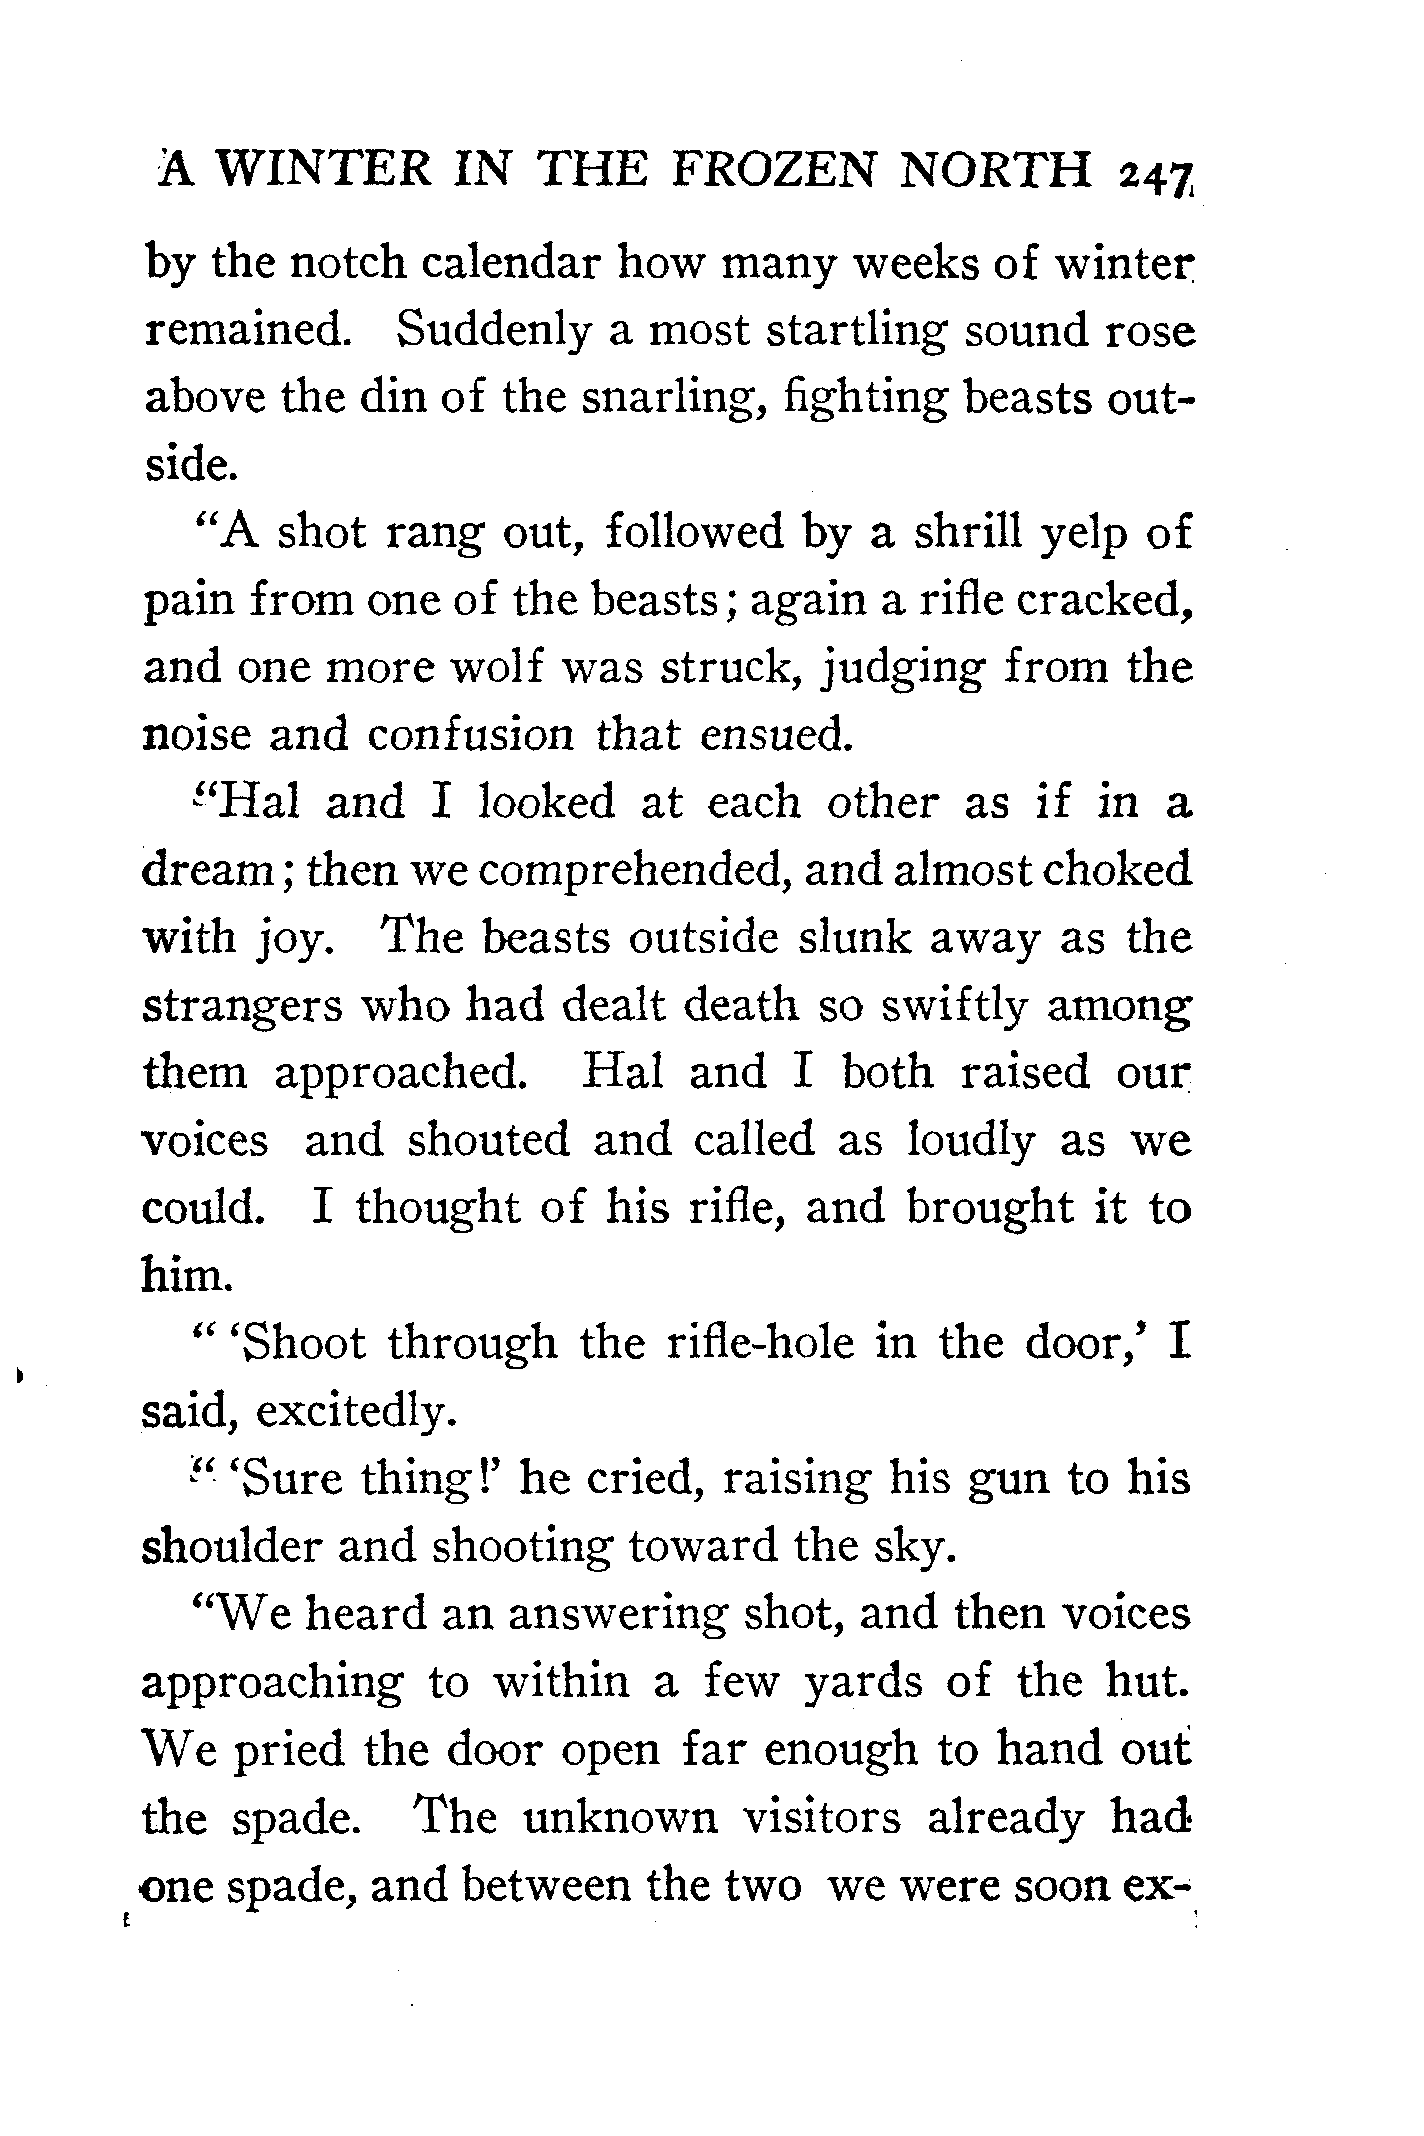 A WINTER IN THE FROZEN NORTH 247
by the notch calendar how many weeks of winter
remained. Suddenly a most startling sound rose
above the din of the snarling, fighting beasts out-
side.
“A shot rang out, followed by a shrill yelp of
pain from one of the beasts; again a rifle cracked,
and one more wolf was struck, judging from the
noise and confusion that ensued.
“Hal and I looked at each other as if in a
dream; then we comprehended, and almost choked
with joy. The beasts outside slunk away as the
strangers who had dealt death so swiftly among
them approached. Hal and I both raised our
voices and shouted and called as loudly as we
could. I thought of his rifle, and brought it to
him.
“ ‘Shoot through the rifle-hole in the door,’ I
said, excitedly.
“ ‘Sure thing!’ he cried, raising his gun to his
shoulder and shooting toward the sky.
“We heard an answering shot, and then voices
approaching to within a few yards of the hut.
We pried the door open far enough to hand out
the spade. The unknown visitors already had
one spade, and between the two we were soon ex-